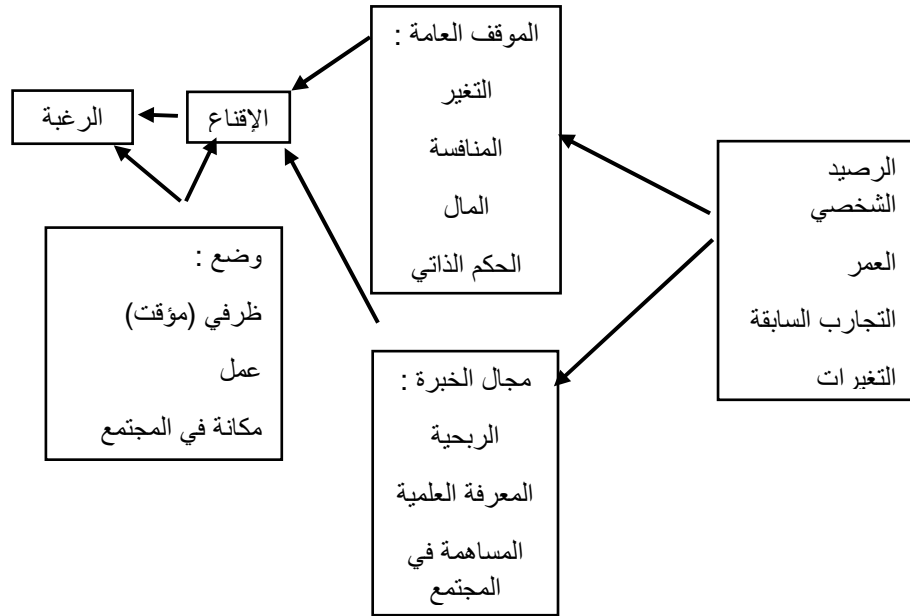 الموقف العامة :
التغير
المنافسة
المال
الحكم الذاتي
الإقناع
الرغبة
الرصيد
الشخصي
العمر
التجارب السابقة
التغيرات
وضع :
ظرفي (مؤقت)
عمل
مكانة في المجتمع
مجال الخبرة :
الربحية
المعرفة العلمية
المساهمة في
المجتمع